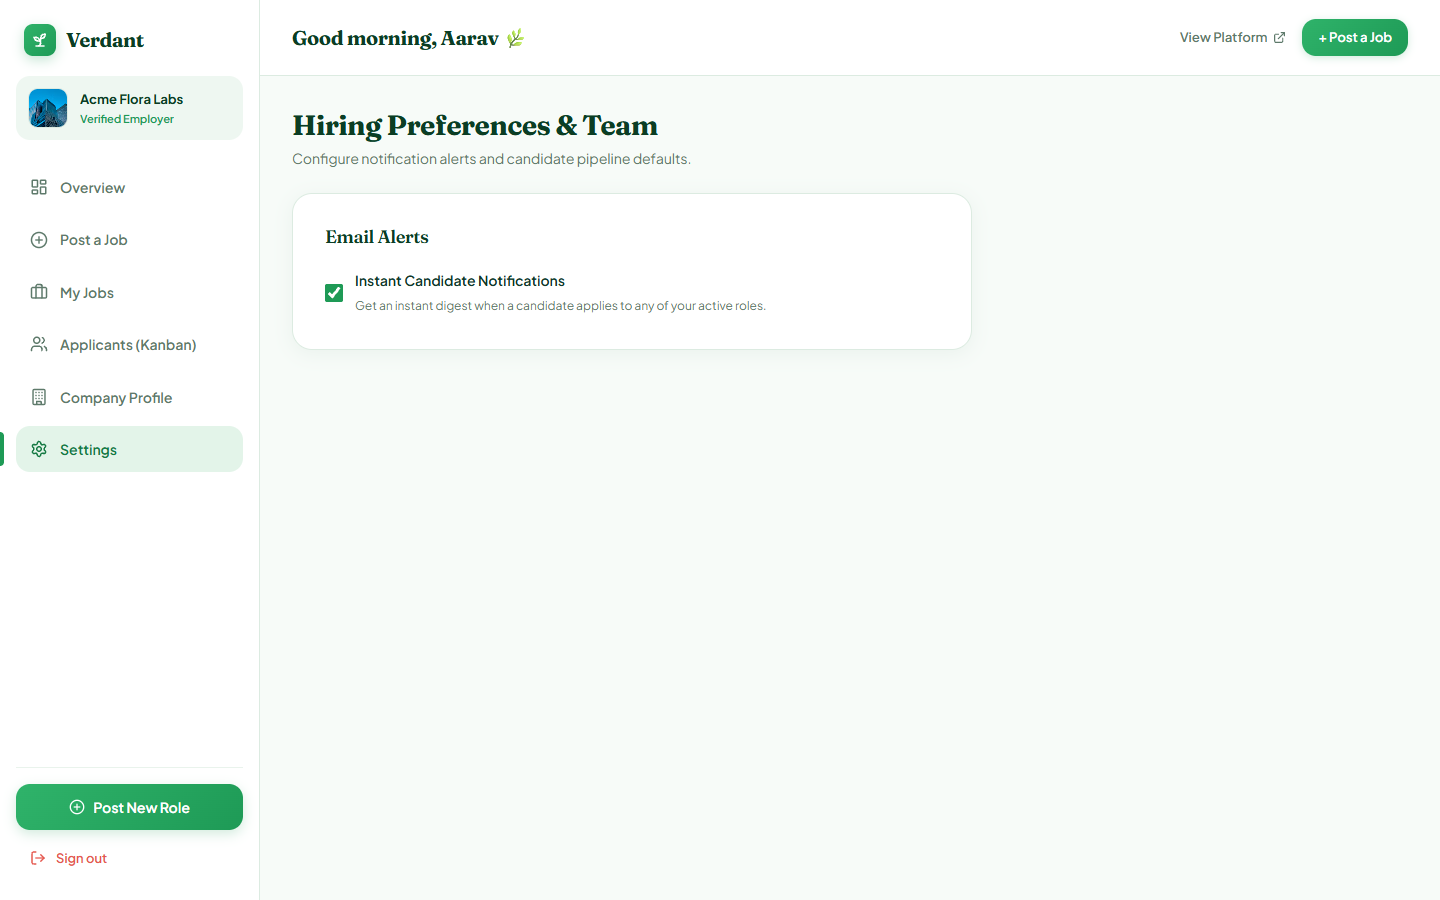 Verdant
Acme Flora Labs
Verified Employer
Overview
Post a Job
My Jobs
Applicants (Kanban)
Company Profile
Settings
Post New Role
Sign out
Good morning, Aarav 🌿
View Platform
+ Post a Job
Hiring Preferences & Team
Configure notification alerts and candidate pipeline defaults.
Email Alerts
Instant Candidate Notifications
Get an instant digest when a candidate applies to any of your active roles.